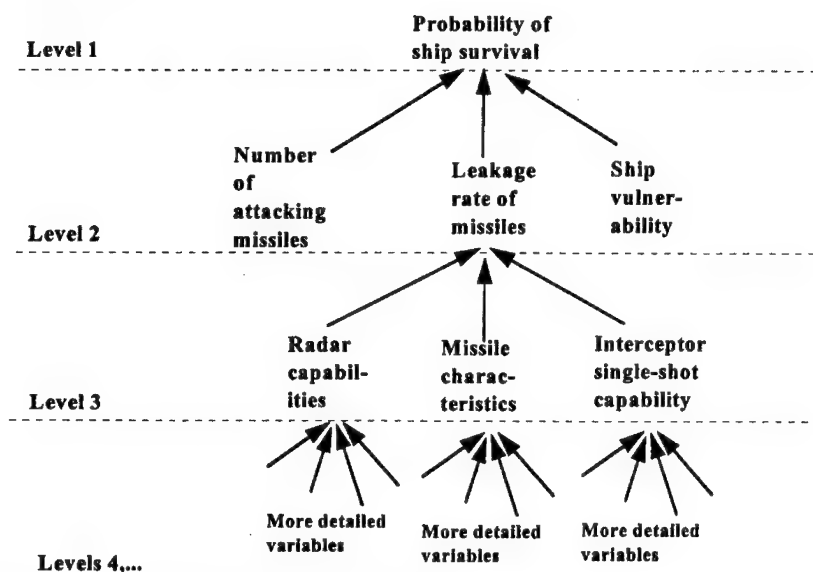 Probability of
ship survival
Level 1
Number
of
attacking
missiles
Leakage
rate of
missiles
Ship
vulner-
ability
Level 2
Radar
capabil-
ities
Missile
charac-
teristics
Interceptor
single-shot
capability
Level 3
More detailed
variables
More detailed
variables
More detailed
variables
Levels 4,...